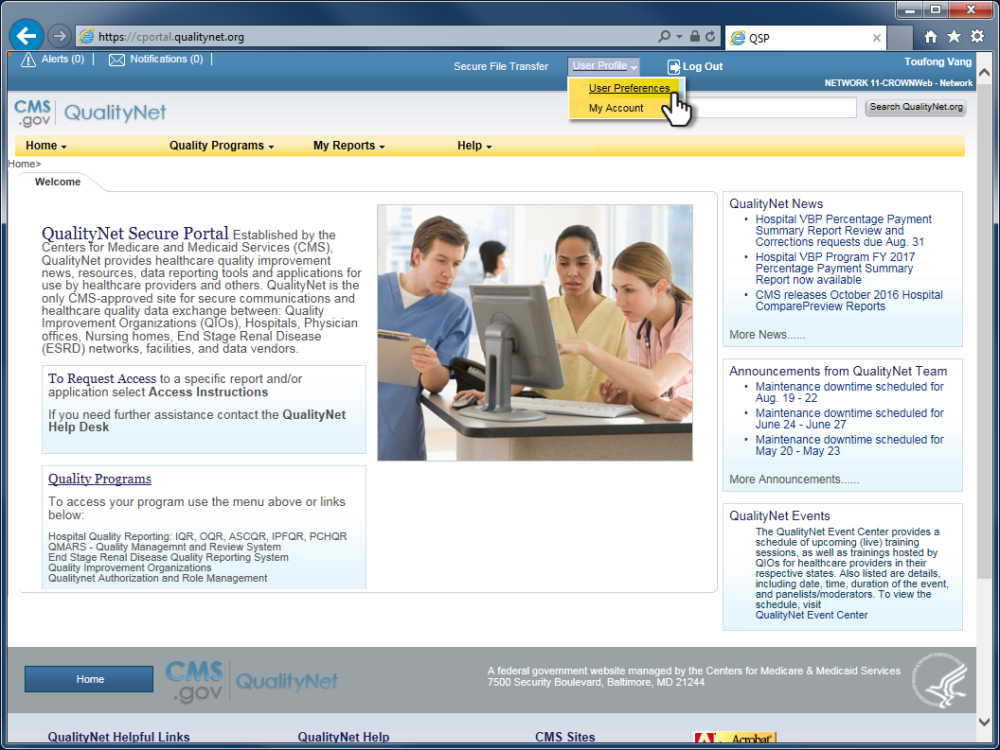 https://cportal.qualitynet.org
QSP
Alerts (0)
Notifications (0)
Secure File Transfer
User Profile
Log Out
Toufong Vang
NETWORK 11-CROWNWeb - Network
User Preferences
My Account
CMS
.gov
QualityNet
Search QualityNet.org
Home
Quality Programs
My Reports
Help
Home>
Welcome
QualityNet Secure Portal Established by the
Centers for Medicare and Medicaid Services (CMS),
QualityNet provides healthcare quality improvement
news, resources, data reporting tools and applications for
use by healthcare providers and others. QualityNet is the
only CMS-approved site for secure communications and
healthcare quality data exchange between: Quality
Improvement Organizations (QIOs), Hospitals, Physician
offices, Nursing homes, End Stage Renal Disease
(ESRD) networks, facilities, and data vendors.
To Request Access to a specific report and/or
application select Access Instructions
If you need further assistance contact the QualityNet
Help Desk
Quality Programs
To access your program use the menu above or links
below:
Hospital Quality Reporting: IQR, OQR, ASCQR, IPFQR, PCHQR
QMARS - Quality Managemnt and Review System
End Stage Renal Disease Quality Reporting System
Quality Improvement Organizations
Qualitynet Authorization and Role Management
QualityNet News
• Hospital VBP Percentage Payment
Summary Report Review and
Corrections requests due Aug. 31
• Hospital VBP Program FY 2017
Percentage Payment Summary
Report now available
• CMS releases October 2016 Hospital
ComparePreview Reports
More News......
Announcements from QualityNet Team
• Maintenance downtime scheduled for
Aug. 19 - 22
• Maintenance downtime scheduled for
June 24 - June 27
• Maintenance downtime scheduled for
May 20 - May 23
More Announcements......
QualityNet Events
The QualityNet Event Center provides a
schedule of upcoming (live) training
sessions, as well as trainings hosted by
QIOs for healthcare providers in their
respective states. Also listed are details,
including date, time, duration of the event,
and panelists/moderators. To view the
schedule, visit
QualityNet Event Center
Home
CMS
.gov
QualityNet
A federal government website managed by the Centers for Medicare & Medicaid Services
7500 Security Boulevard, Baltimore, MD 21244
QualityNet Helpful Links
QualityNet Help
CMS Sites
Acrobat